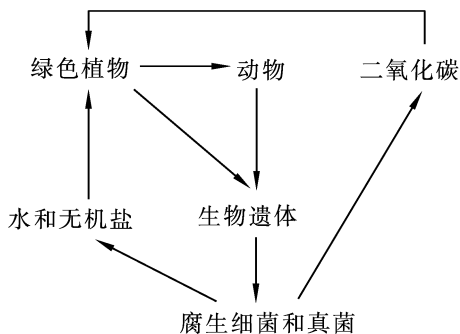 绿色植物 动物 二氧化碳
水和无机盐 生物遗体
腐生细菌和真菌